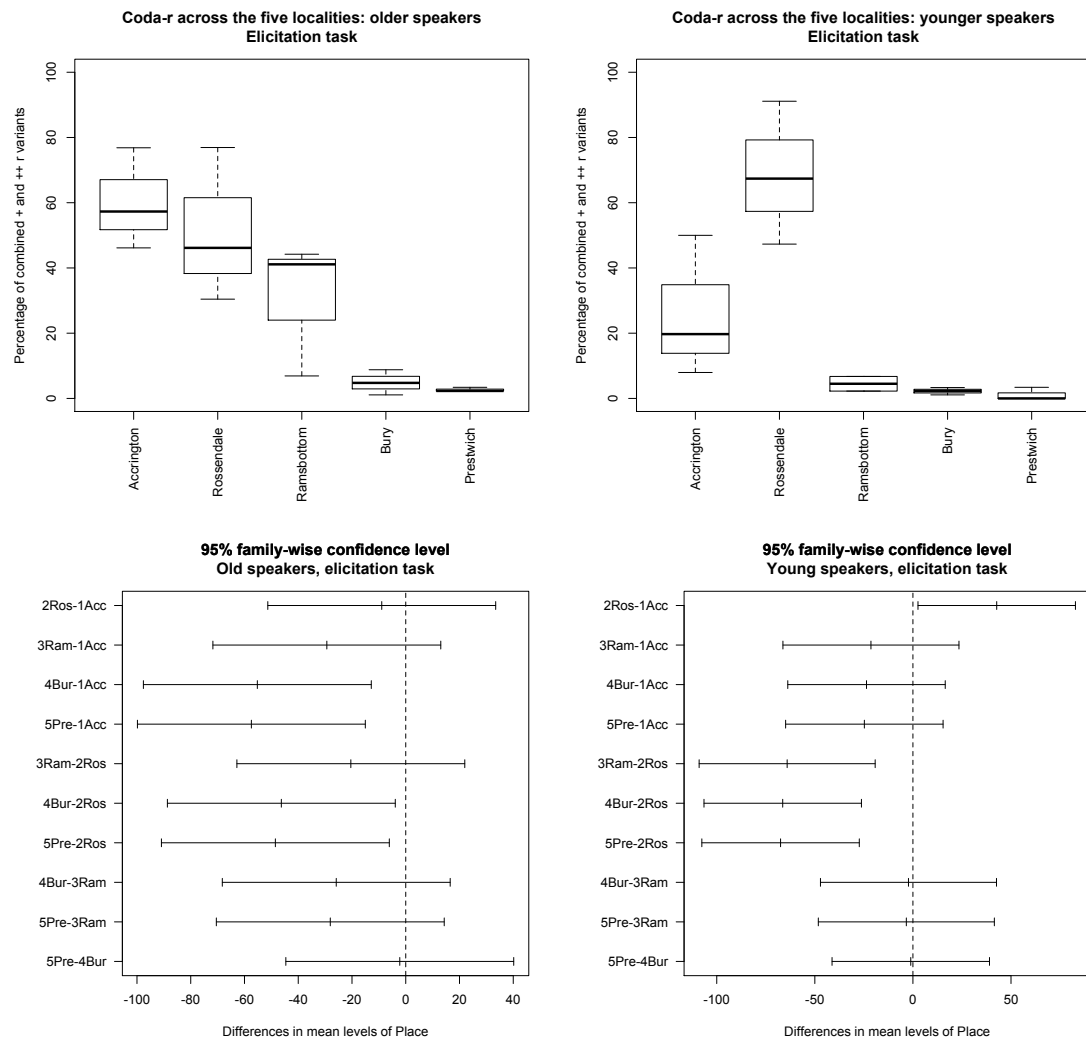 Coda-r across the five localities: older speakers
Elicitation task
Percentage of combined + and ++ r variants
100
80
60
40
20
0
Accrington
Rossendale
Ramsbottom
Bury
Prestwich
Coda-r across the five localities: younger speakers
Elicitation task
Percentage of combined + and ++ r variants
100
80
60
40
20
0
Accrington
Rossendale
Ramsbottom
Bury
Prestwich
95% family-wise confidence level
Old speakers, elicitation task
2Ros-1Acc
3Ram-1Acc
4Bur-1Acc
5Pre-1Acc
3Ram-2Ros
4Bur-2Ros
5Pre-2Ros
4Bur-3Ram
5Pre-3Ram
5Pre-4Bur
-100 -80 -60 -40 -20 0 20 40
Differences in mean levels of Place
95% family-wise confidence level
Young speakers, elicitation task
2Ros-1Acc
3Ram-1Acc
4Bur-1Acc
5Pre-1Acc
3Ram-2Ros
4Bur-2Ros
5Pre-2Ros
4Bur-3Ram
5Pre-3Ram
5Pre-4Bur
-100 -50 0 50
Differences in mean levels of Place